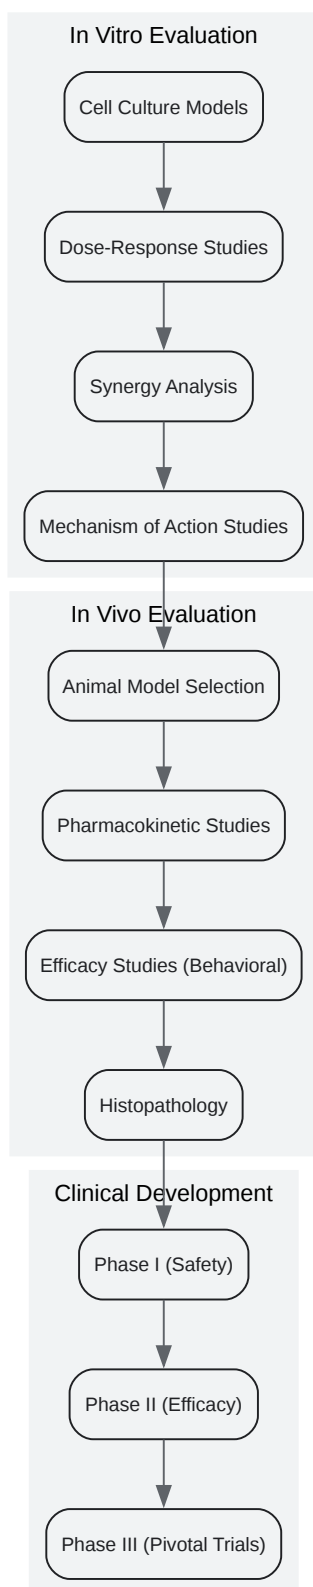 In Vitro Evaluation
Cell Culture Models
Dose-Response Studies
Synergy Analysis
Mechanism of Action Studies
In Vivo Evaluation
Animal Model Selection
Pharmacokinetic Studies
Efficacy Studies (Behavioral)
Histopathology
Clinical Development
Phase I (Safety)
Phase II (Efficacy)
Phase III (Pivotal Trials)